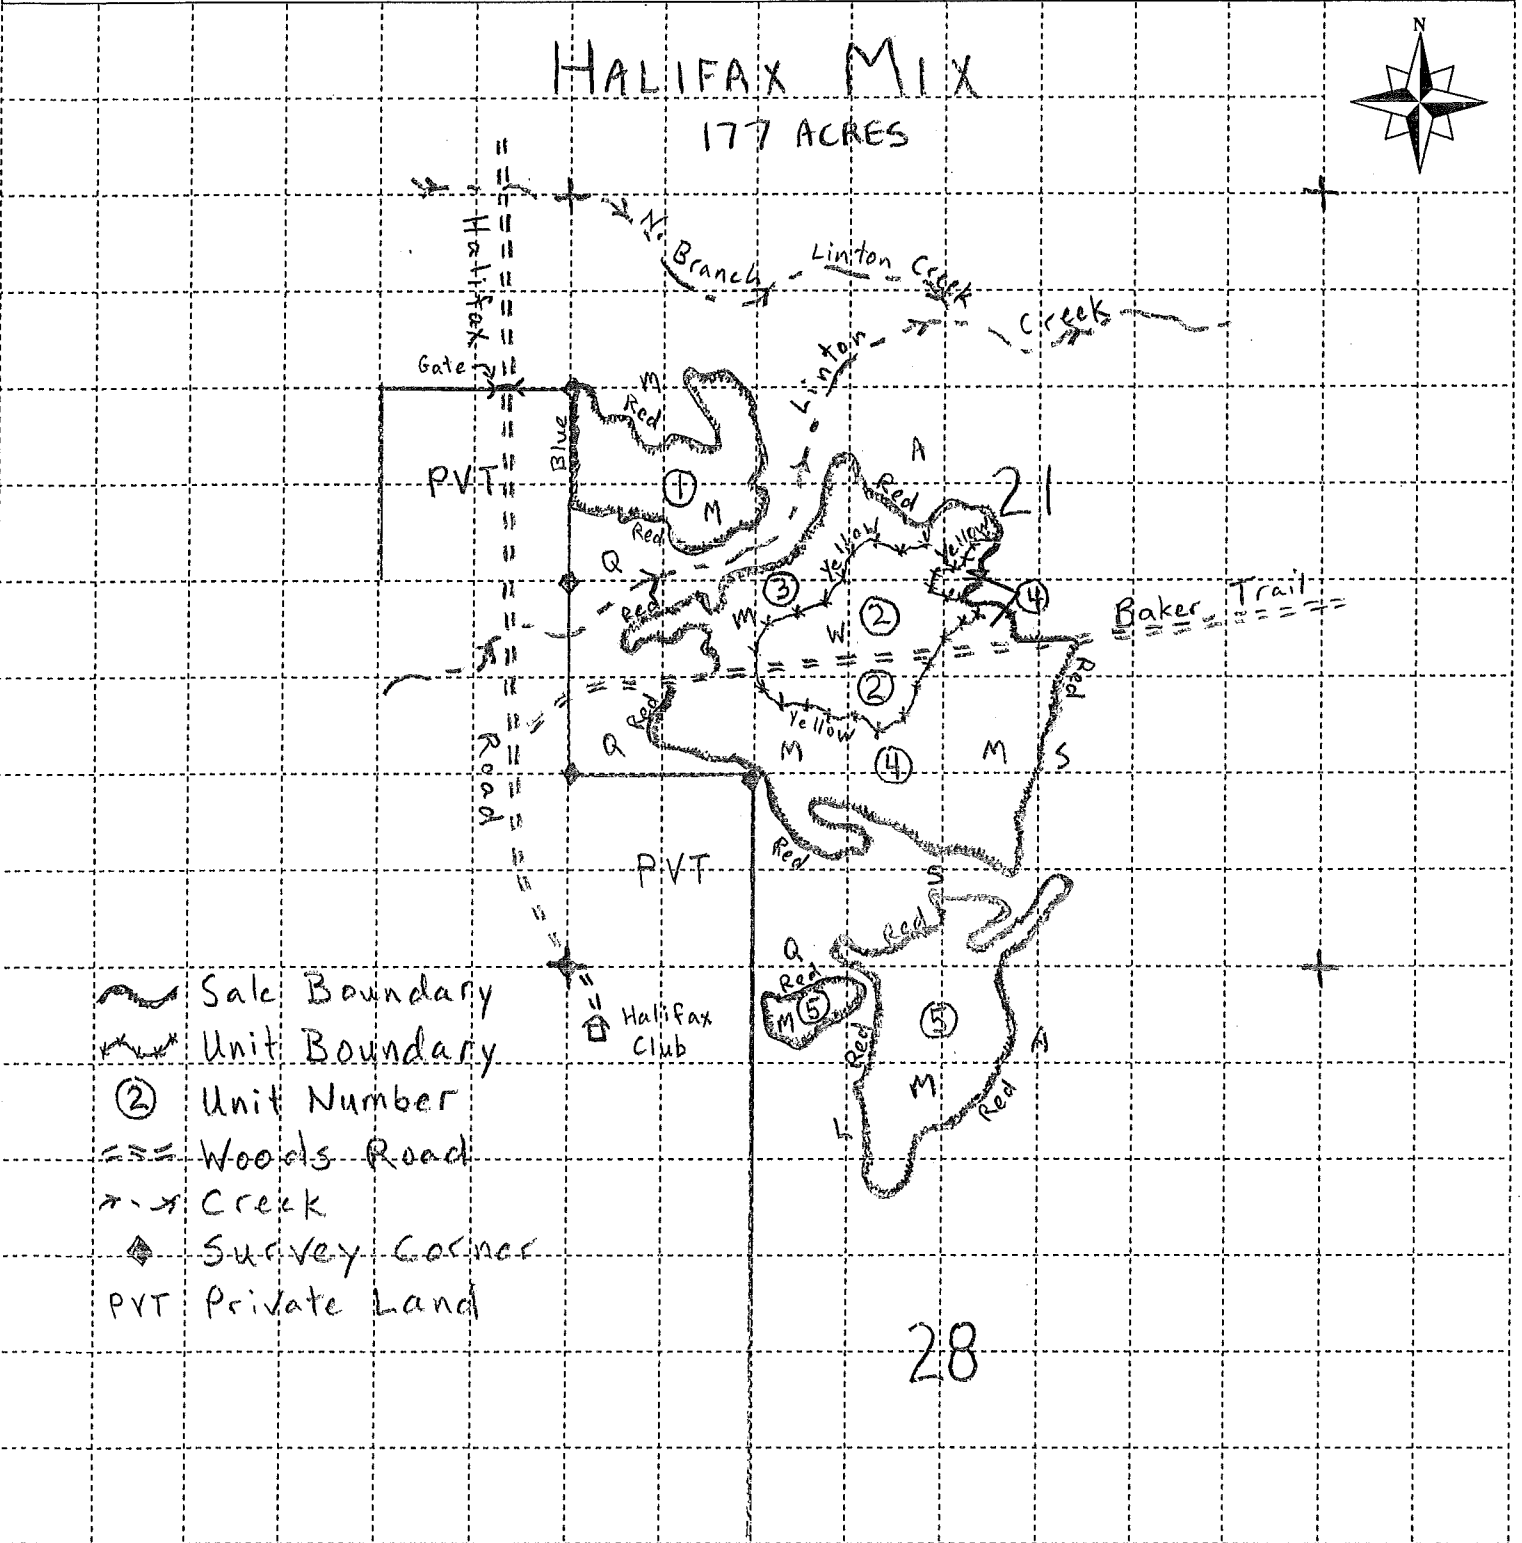 N
HALIFAX MIX
177 ACRES
N. Branch Linton Creek
Halifax
Linton Creek
Gate
M
Red
Blue
A
PVT
Red
21
1
M
Red
Yellow
Yellow
Q
3
4
Red
M
2
W
Baker Trail
2
Red
Red
Yellow
Road
Q
M
4
M
S
Red
PVT
S
Red
Q
Red
Sale Boundary
M
5
5
Halifax
Club
Red
A
Unit Boundary
M
2 Unit Number
Red
L
Woods Road
Creek
Survey Corner
PVT Private Land
28